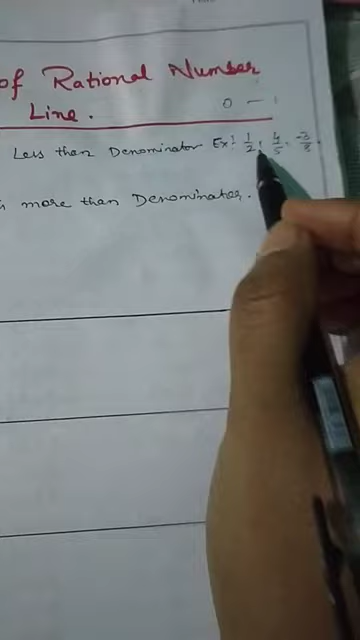 of Rational Number
Line.
0 — 1
Less than Denominator Ex: 1/2, 4/5, -3/8.
is more than Denominator.